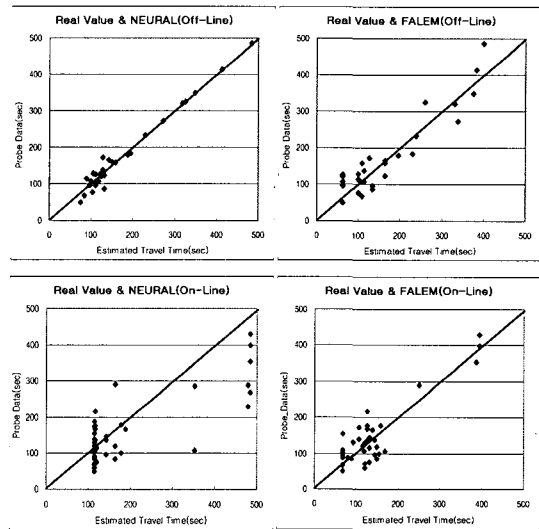 Real Value & NEURAL(Off-Line)
Probe Data(sec)
500
400
300
200
100
0
0 100 200 300 400 500
Estimated Travel Time(sec)
Real Value & FALEM(Off-Line)
Probe Data(sec)
500
400
300
200
100
0
0 100 200 300 400 500
Estimated Travel Time(sec)
Real Value & NEURAL(On-Line)
Probe Data(sec)
500
400
300
200
100
0
0 100 200 300 400 500
Estimated Travel Time(sec)
Real Value & FALEM(On-Line)
Probe_Data(sec)
500
400
300
200
100
0
0 100 200 300 400 500
Estimated Travel Time(sec)